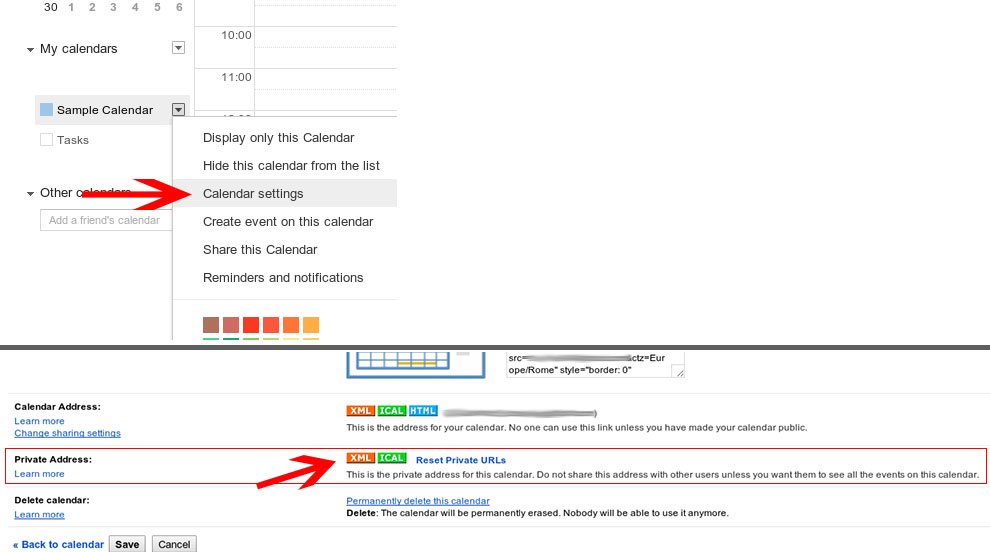 30 1 2 3 4 5 6
My calendars
10:00
11:00
Sample Calendar
Tasks
Display only this Calendar
Hide this calendar from the list
Other calendars
Calendar settings
Add a friend's calendar
Create event on this calendar
Share this Calendar
Reminders and notifications
src= &ctz=Eur
ope/Rome" style="border: 0"
Calendar Address:
XML ICAL HTML
Learn more
This is the address for your calendar. No one can use this link unless you have made your calendar public.
Change sharing settings
Private Address:
XML ICAL Reset Private URLs
Learn more
This is the private address for this calendar. Do not share this address with other users unless you want them to see all the events on this calendar.
Delete calendar:
Permanently delete this calendar
Learn more
Delete: The calendar will be permanently erased. Nobody will be able to use it anymore.
« Back to calendar Save Cancel